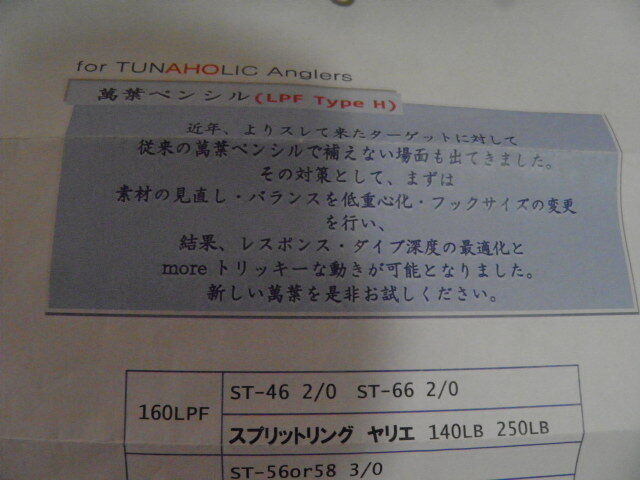 for TUNAHOLIC Anglers
萬葉ペンシル(LPF Type H)
近年、よりスレて来たターゲットに対して
従来の萬葉ペンシルで補えない場面も出てきました。
その対策として、まずは
素材の見直し・バランスを低重心化・フックサイズの変更
を行い、
結果、レスポンス・ダイブ深度の最適化と
more トリッキーな動きが可能となりました。
新しい萬葉を是非お試しください。
160LPF
ST-46 2/0 ST-66 2/0
スプリットリング ヤリエ 140LB 250LB
ST-56or58 3/0